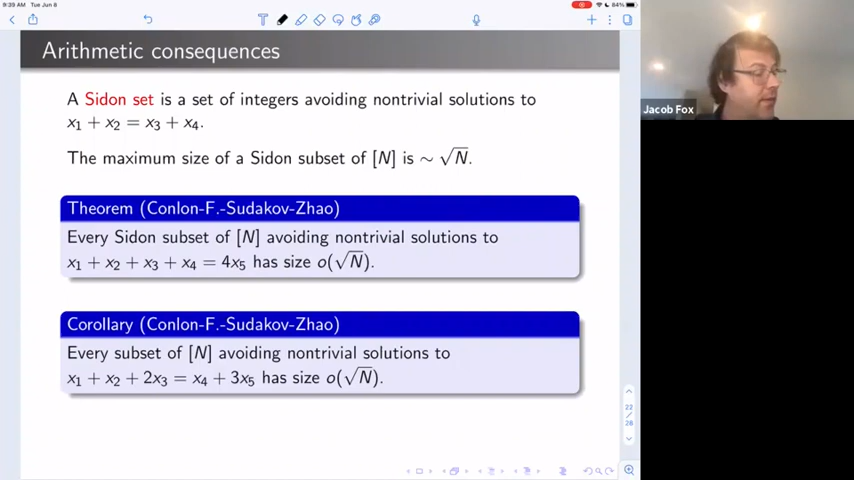 9:39 AM Tue Jun 8
84%
Arithmetic consequences
A Sidon set is a set of integers avoiding nontrivial solutions to
x₁ + x₂ = x₃ + x₄.
The maximum size of a Sidon subset of [N] is ∼ √N.
Theorem (Conlon-F.-Sudakov-Zhao)
Every Sidon subset of [N] avoiding nontrivial solutions to
x₁ + x₂ + x₃ + x₄ = 4x₅ has size o(√N).
Corollary (Conlon-F.-Sudakov-Zhao)
Every subset of [N] avoiding nontrivial solutions to
x₁ + x₂ + 2x₃ = x₄ + 3x₅ has size o(√N).
22
/
28
Jacob Fox